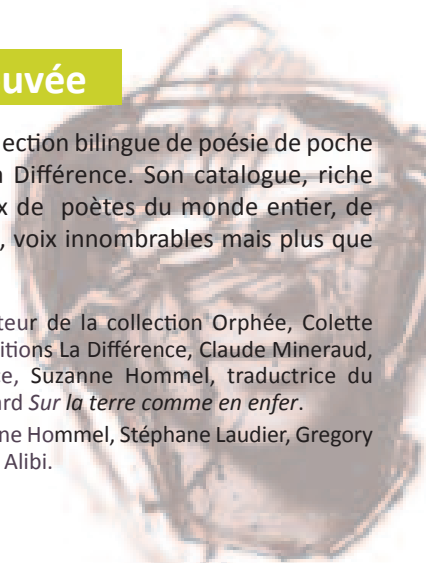 uvée
ection bilingue de poésie de poche
Différence. Son catalogue, riche
x de poètes du monde entier, de
, voix innombrables mais plus que
teur de la collection Orphée, Colette
itions La Différence, Claude Mineraud,
ce, Suzanne Hommel, traductrice du
ard Sur la terre comme en enfer.
ne Hommel, Stéphane Laudier, Gregory
Alibi.